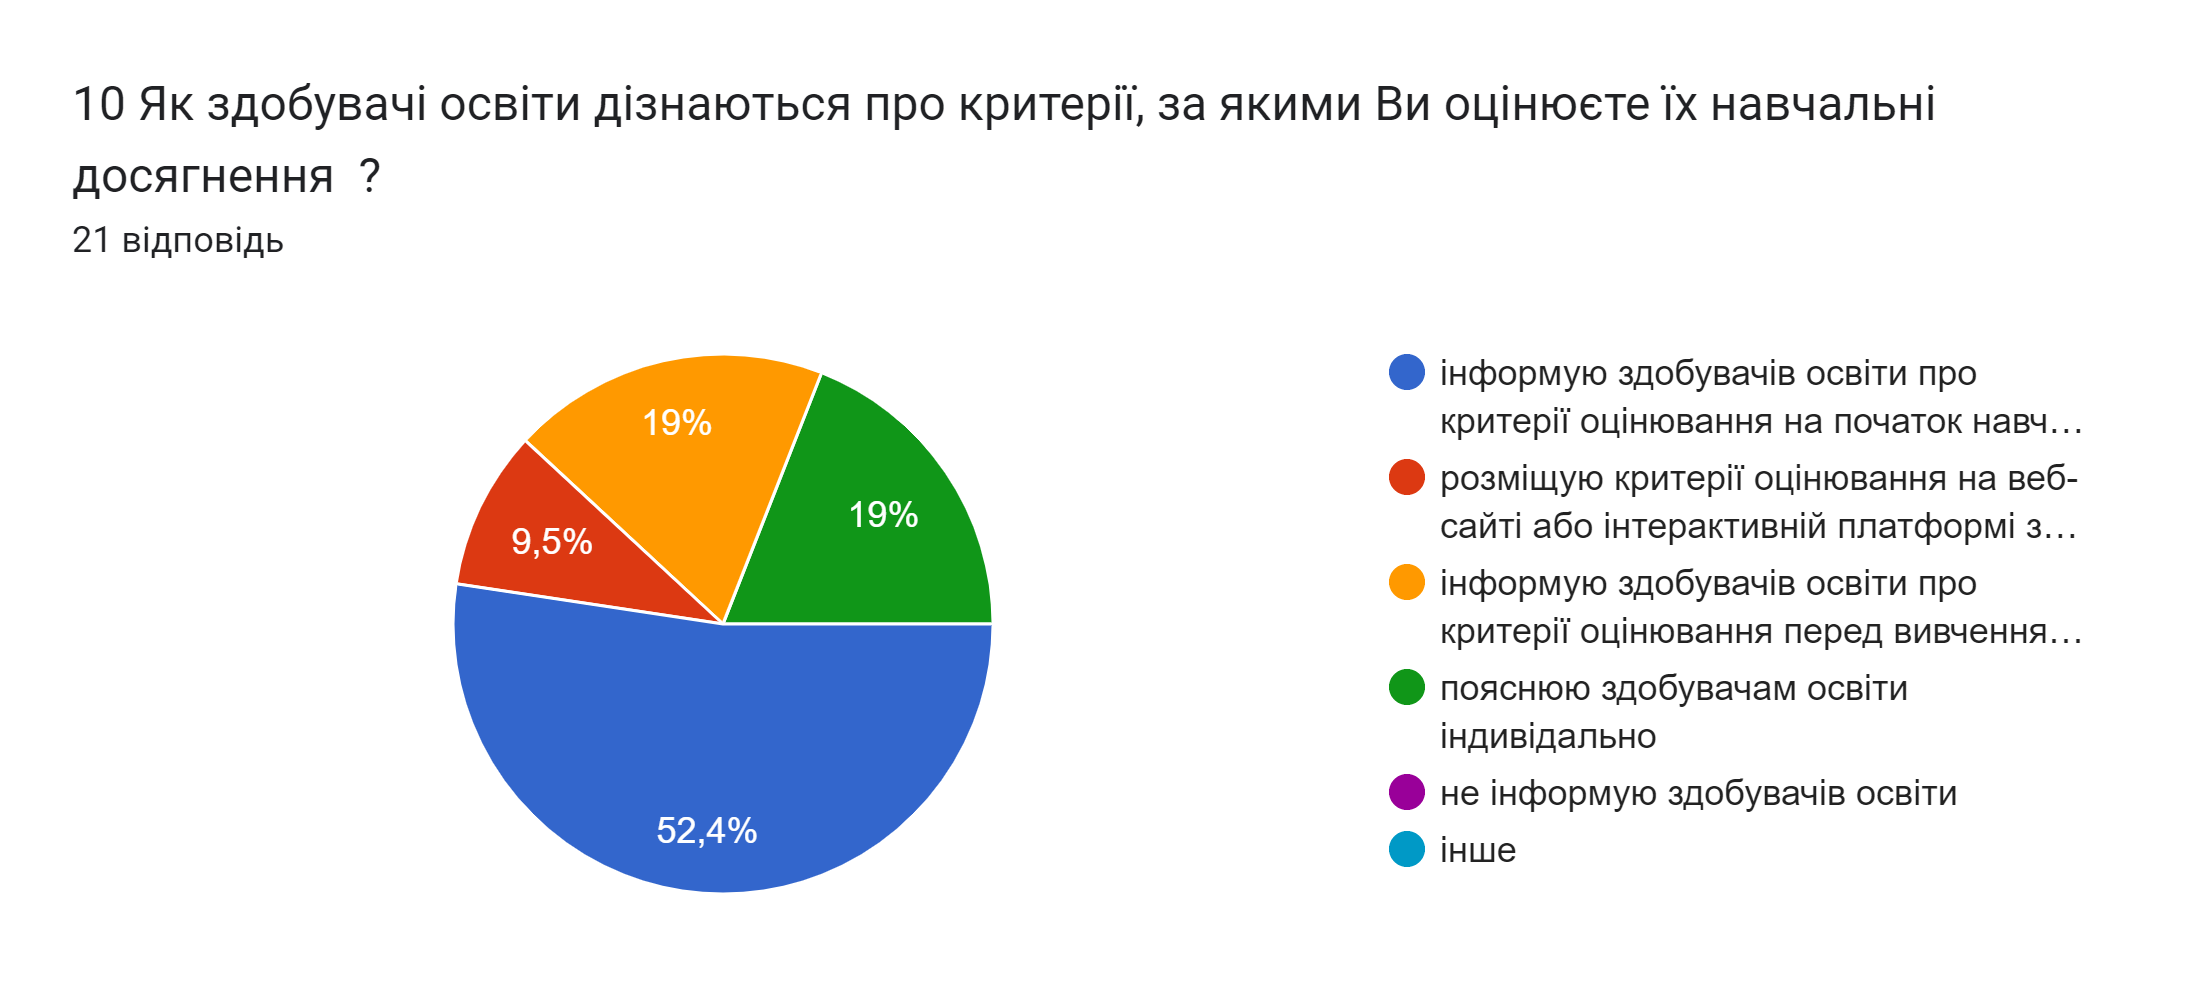 10 Як здобувачі освіти дізнаються про критерії, за якими Ви оцінюєте їх навчальні
досягнення  ?
21 відповідь
19%
19%
9,5%
52,4%
інформую здобувачів освіти про
критерії оцінювання на початок навч…
розміщую критерії оцінювання на веб-
сайті або інтерактивній платформі з…
інформую здобувачів освіти про
критерії оцінювання перед вивчення…
пояснюю здобувачам освіти
індивідально
не інформую здобувачів освіти
інше